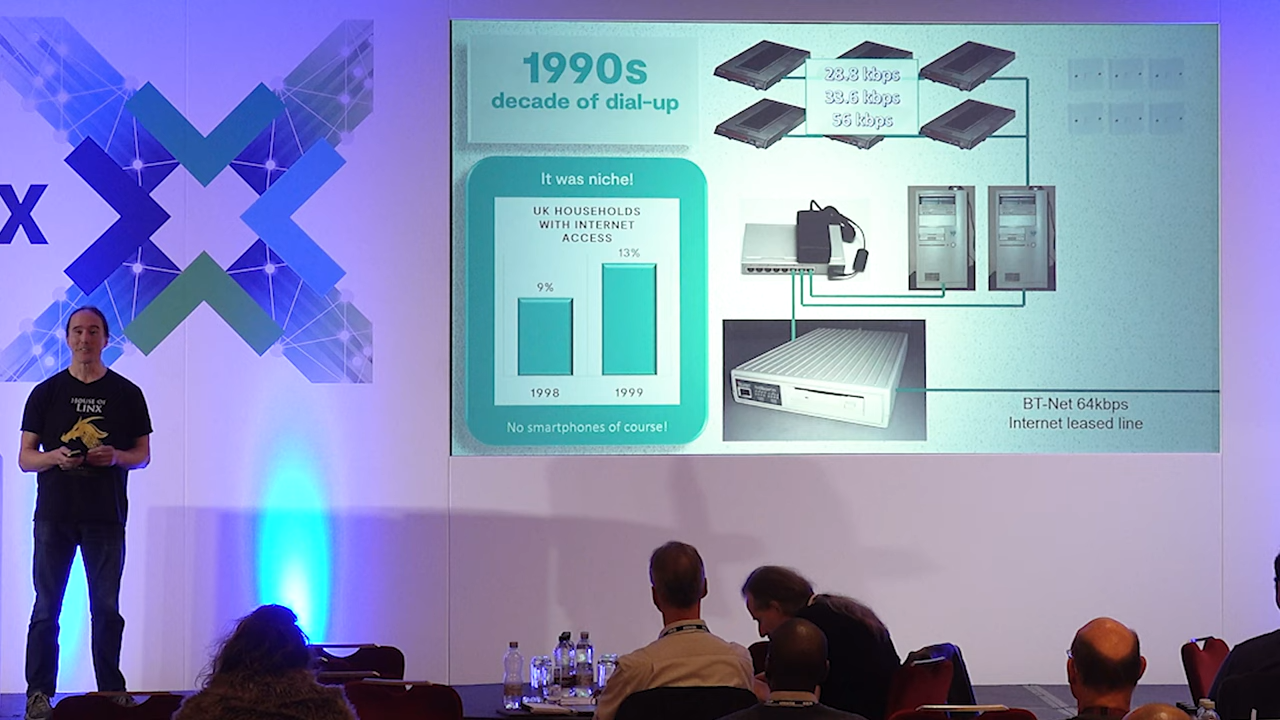 X
HOUSE OF
LINX
1990s
decade of dial-up
It was niche!
UK HOUSEHOLDS
WITH INTERNET
ACCESS
9%
13%
1998
1999
No smartphones of course!
28.8 kbps
33.6 kbps
56 kbps
BT-Net 64kbps
Internet leased line